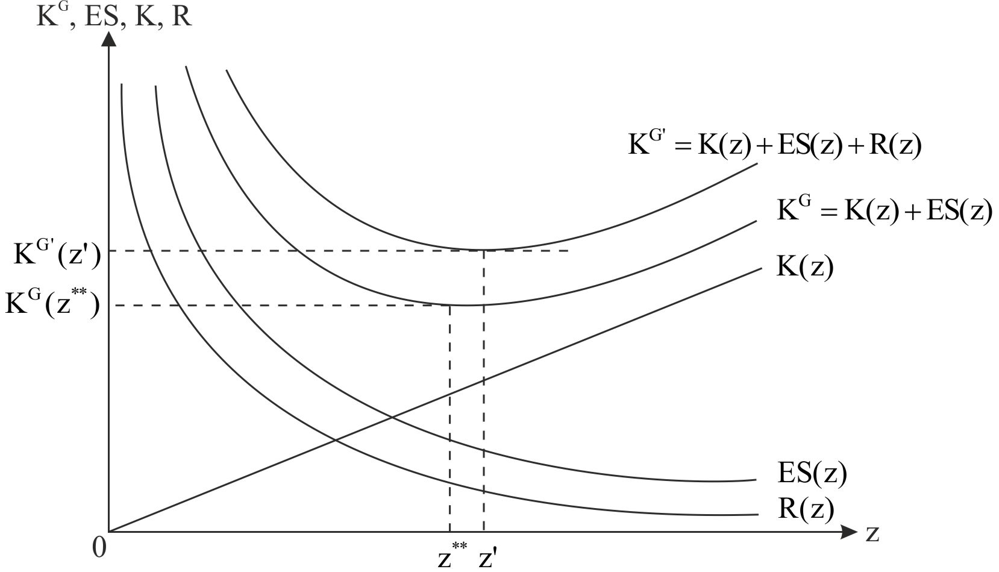 K^G, ES, K, R
K^G' = K(z) + ES(z) + R(z)
K^G = K(z) + ES(z)
K^G'(z')
K(z)
K^G(z**)
ES(z)
R(z)
z
0
z** z'